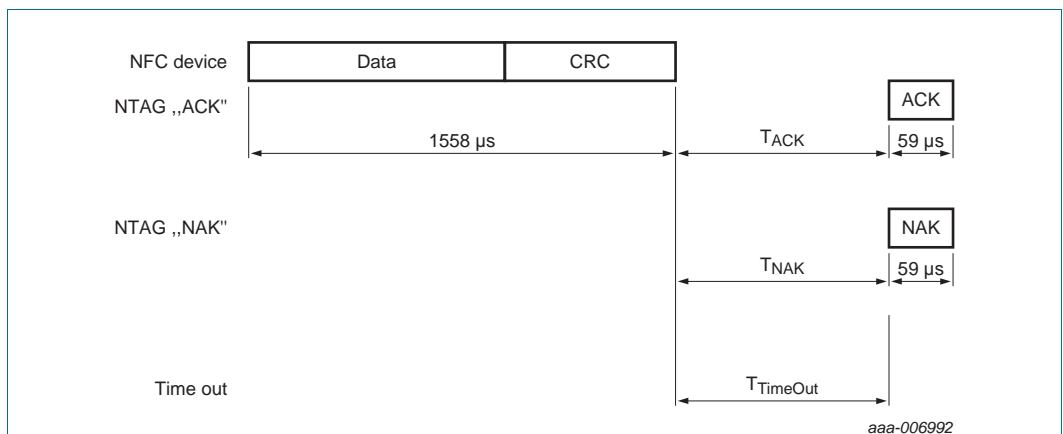 NFC device Data CRC
NTAG ,,ACK" ACK
1558 µs TACK 59 µs
NTAG ,,NAK" NAK
TNAK 59 µs
Time out TTimeOut
aaa-006992